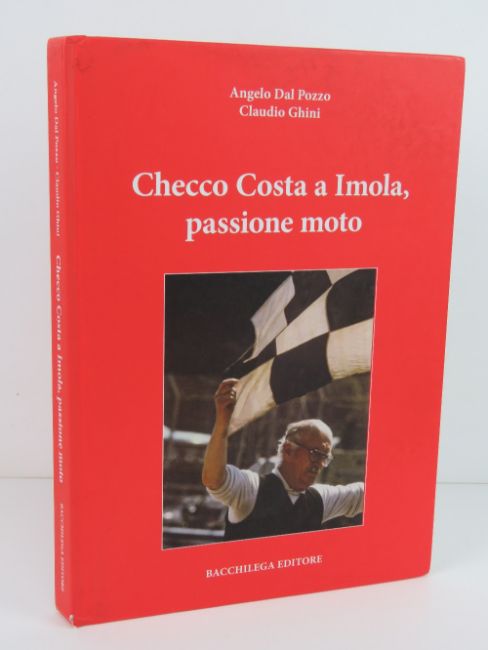 Angelo Dal Pozzo
Claudio Ghini
Checco Costa a Imola,
passione moto
BACCHILEGA EDITORE
Angelo Dal Pozzo - Claudio Ghini
Checco Costa a Imola, passione moto
BACCHILEGA EDITORE